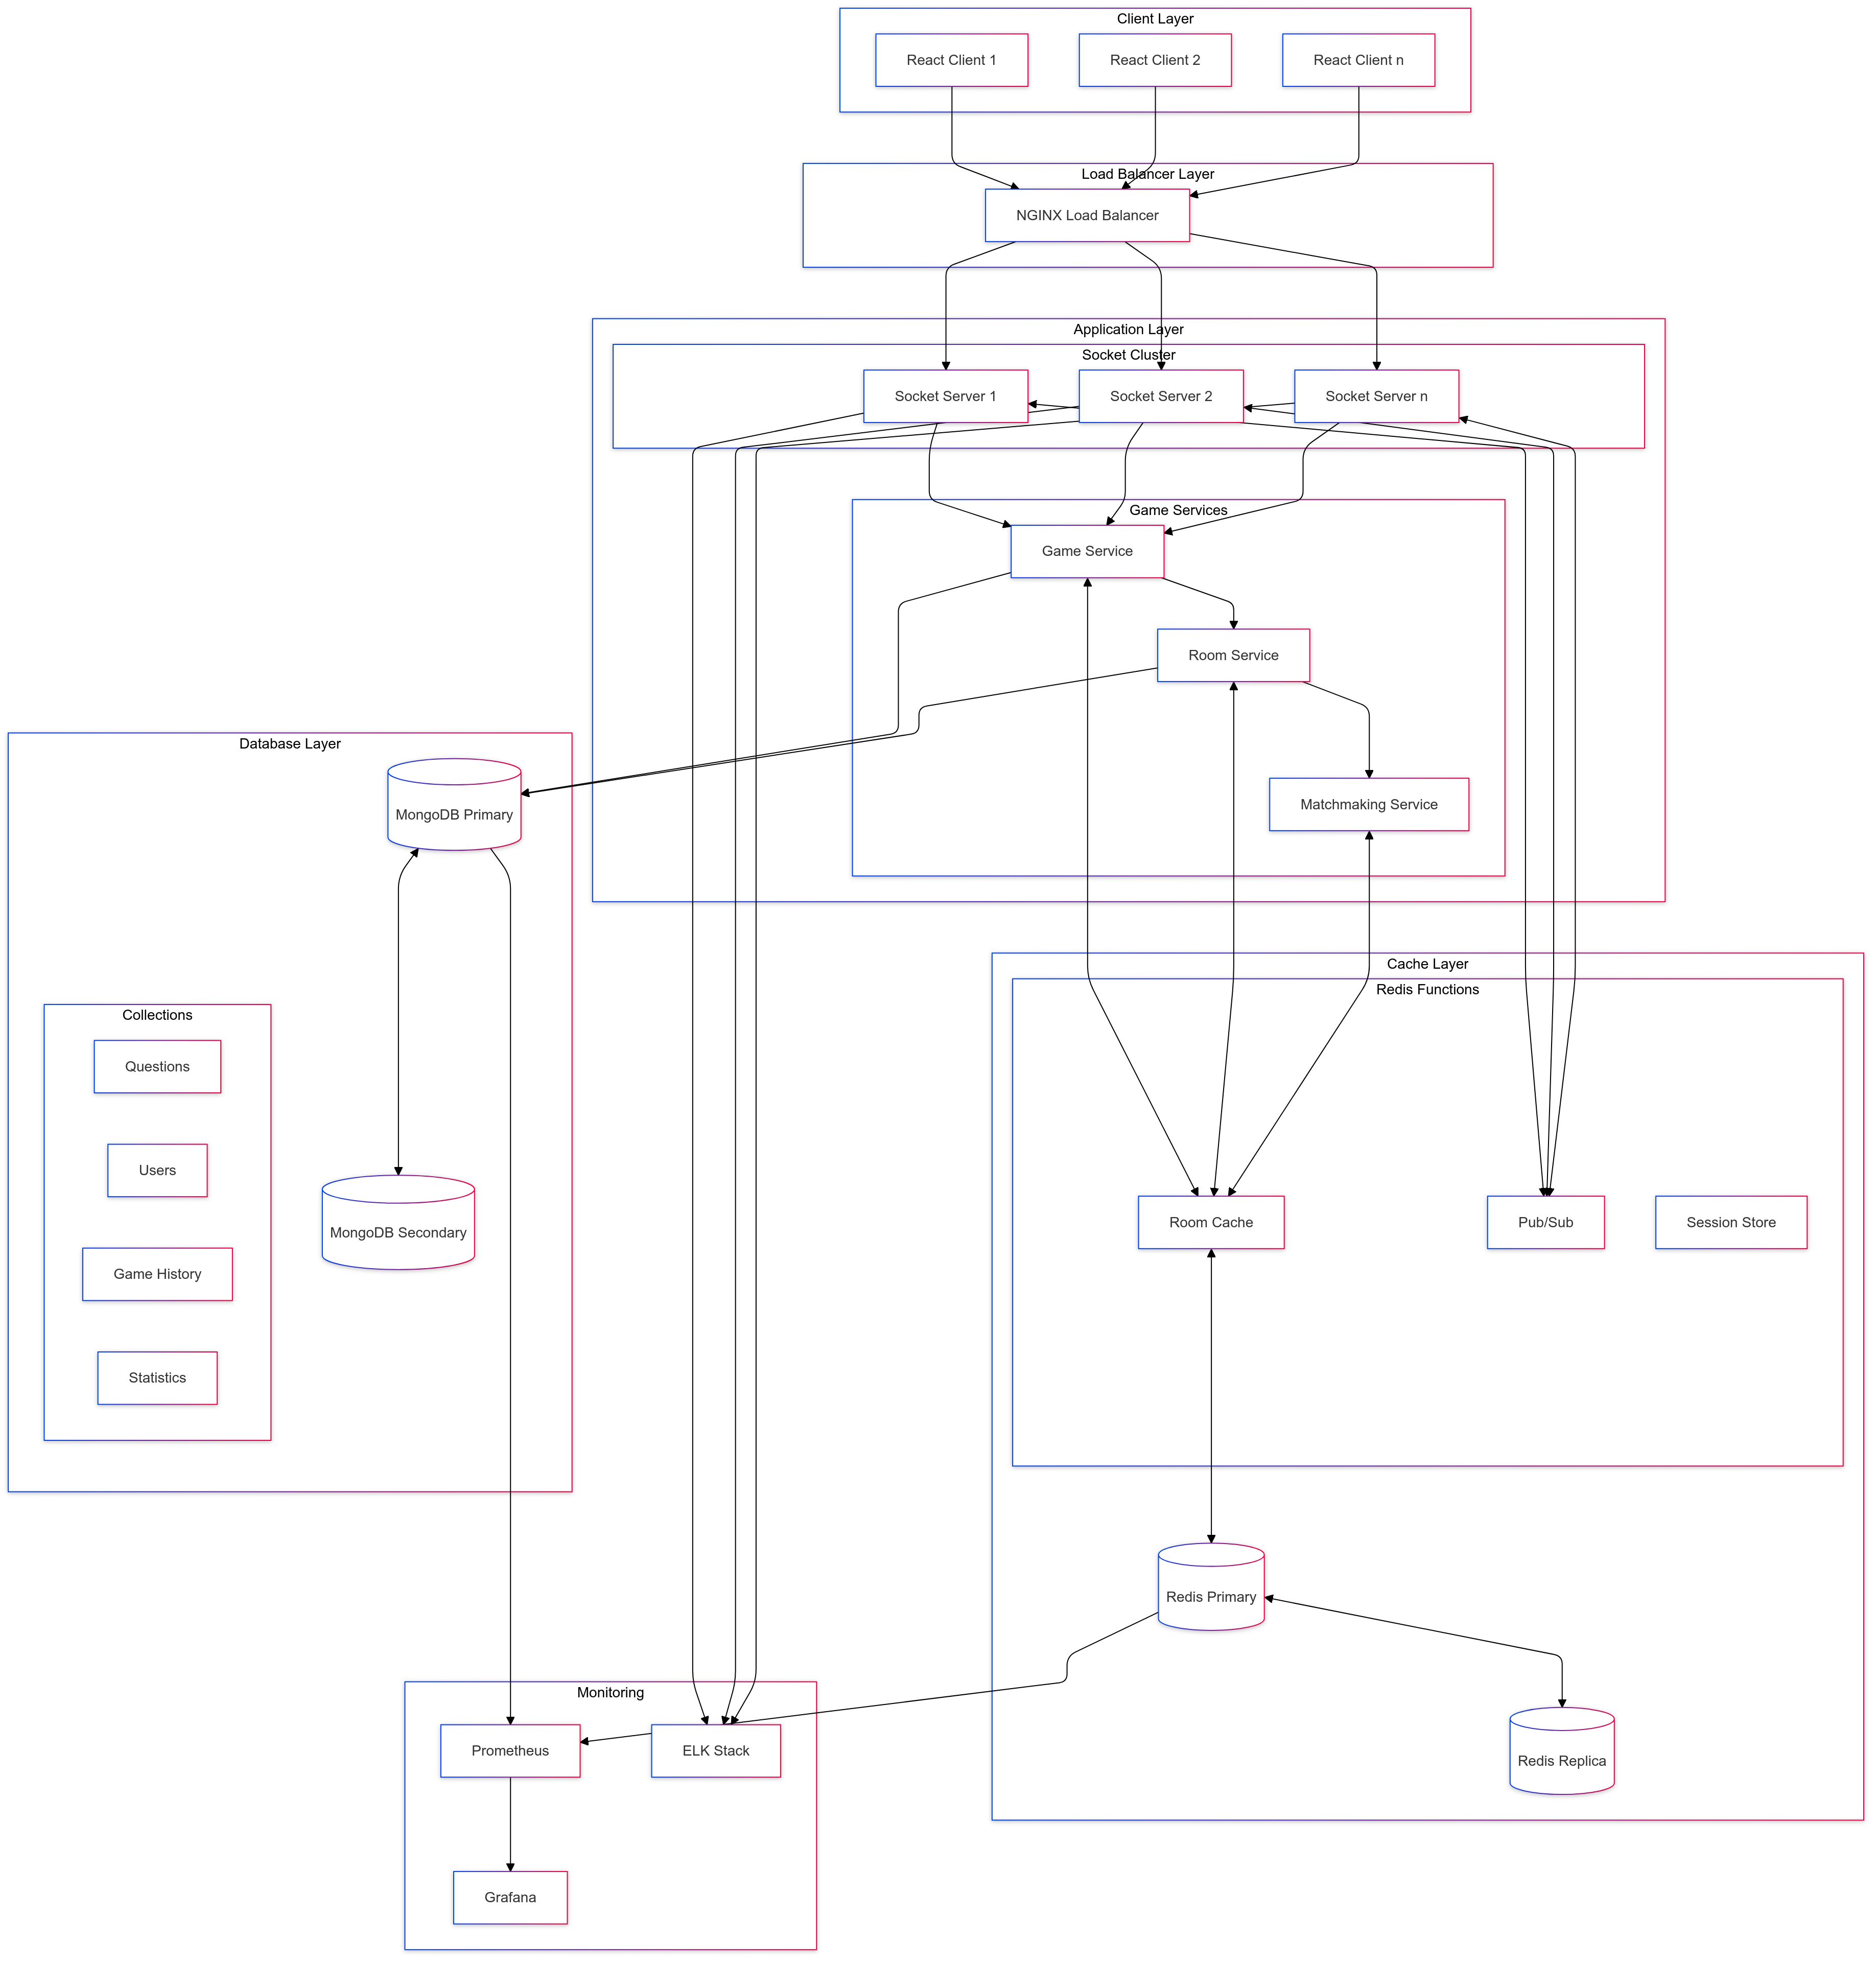 Client Layer
React Client 1
React Client 2
React Client n
Load Balancer Layer
NGINX Load Balancer
Application Layer
Socket Cluster
Socket Server 1
Socket Server 2
Socket Server n
Game Services
Game Service
Room Service
Matchmaking Service
Database Layer
MongoDB Primary
Collections
Questions
Users
Game History
Statistics
MongoDB Secondary
Cache Layer
Redis Functions
Room Cache
Pub/Sub
Session Store
Redis Primary
Redis Replica
Monitoring
Prometheus
ELK Stack
Grafana